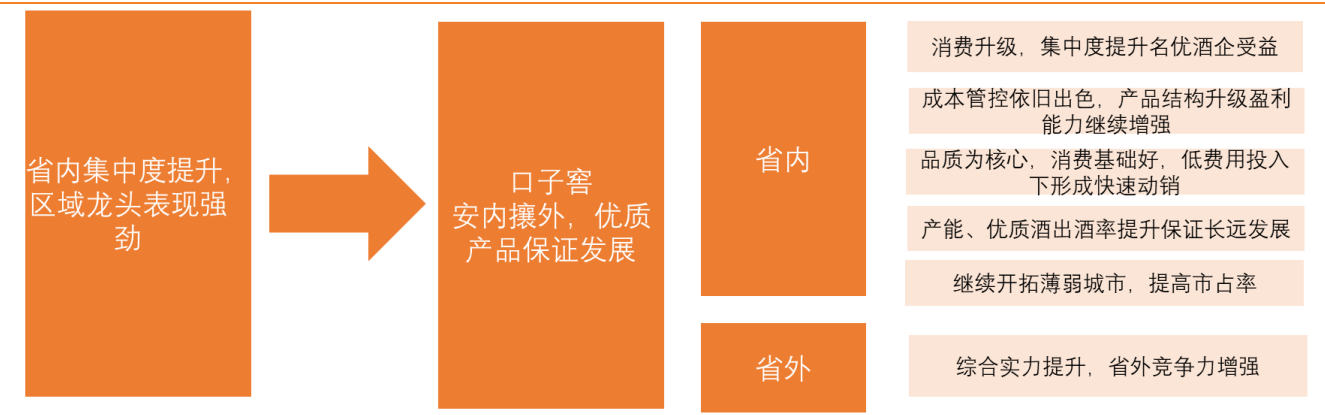 省内集中度提升,
区域龙头表现强
劲
口子窖
安内攘外，优质
产品保证发展
省内
消费升级，集中度提升名优酒企受益
成本管控依旧出色，产品结构升级盈利
能力继续增强
品质为核心，消费基础好，低费用投入
下形成快速动销
产能、优质酒出酒率提升保证长远发展
继续开拓薄弱城市，提高市占率
省外
综合实力提升，省外竞争力增强